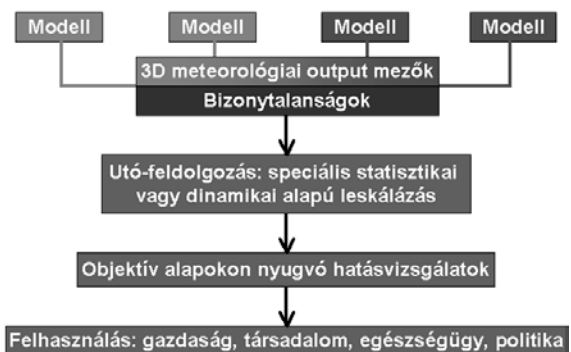 Modell Modell Modell Modell
3D meteorológiai output mezők
Bizonytalanságok
Utó-feldolgozás: speciális statisztikai
vagy dinamikai alapú leskálázás
Objektív alapokon nyugvó hatásvizsgálatok
Felhasználás: gazdaság, társadalom, egészségügy, politika